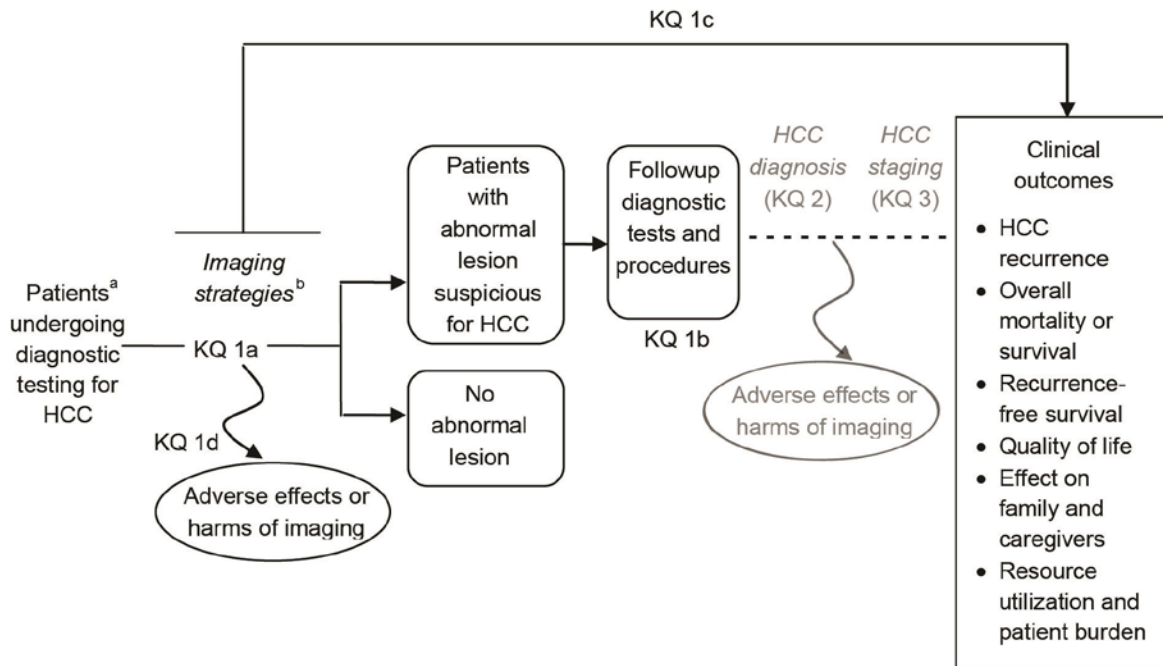 KQ 1c
Patientsᵃ
undergoing
diagnostic
testing for
HCC
Imaging
strategiesᵇ
KQ 1a
KQ 1d
Adverse effects or
harms of imaging
Patients
with
abnormal
lesion
suspicious
for HCC
No
abnormal
lesion
Followup
diagnostic
tests and
procedures
KQ 1b
HCC
diagnosis
(KQ 2)
HCC
staging
(KQ 3)
Adverse effects or
harms of imaging
Clinical
outcomes
• HCC
recurrence
• Overall
mortality or
survival
• Recurrence-
free survival
• Quality of life
• Effect on
family and
caregivers
• Resource
utilization and
patient burden